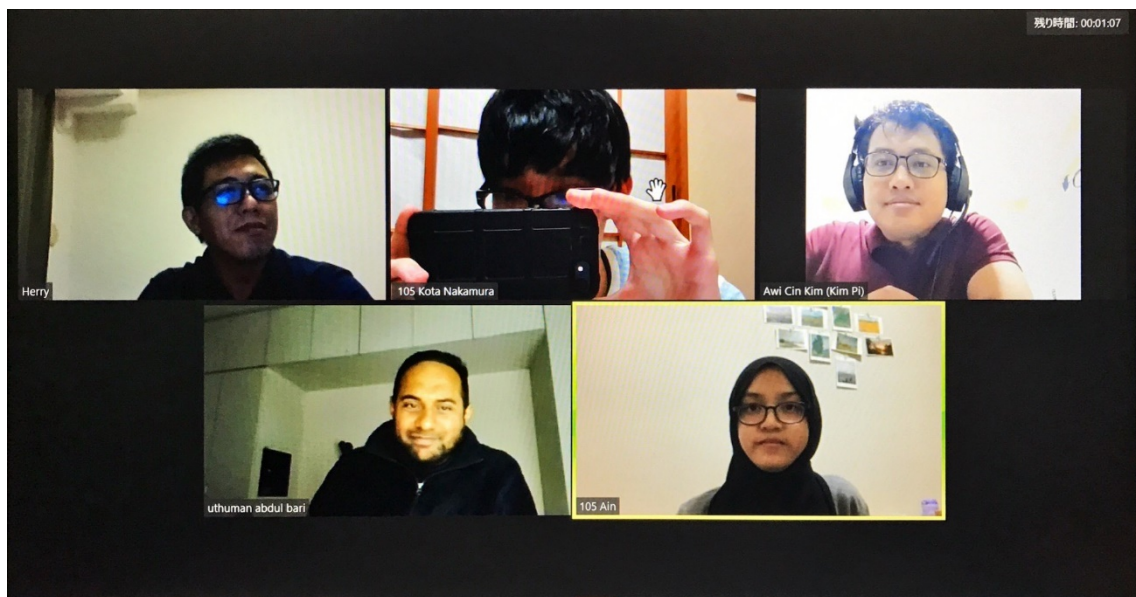 残り時間: 00:01:07
Herry
105 Kota Nakamura
Awi Cin Kim (Kim Pi)
uthuman abdul bari
105 Ain